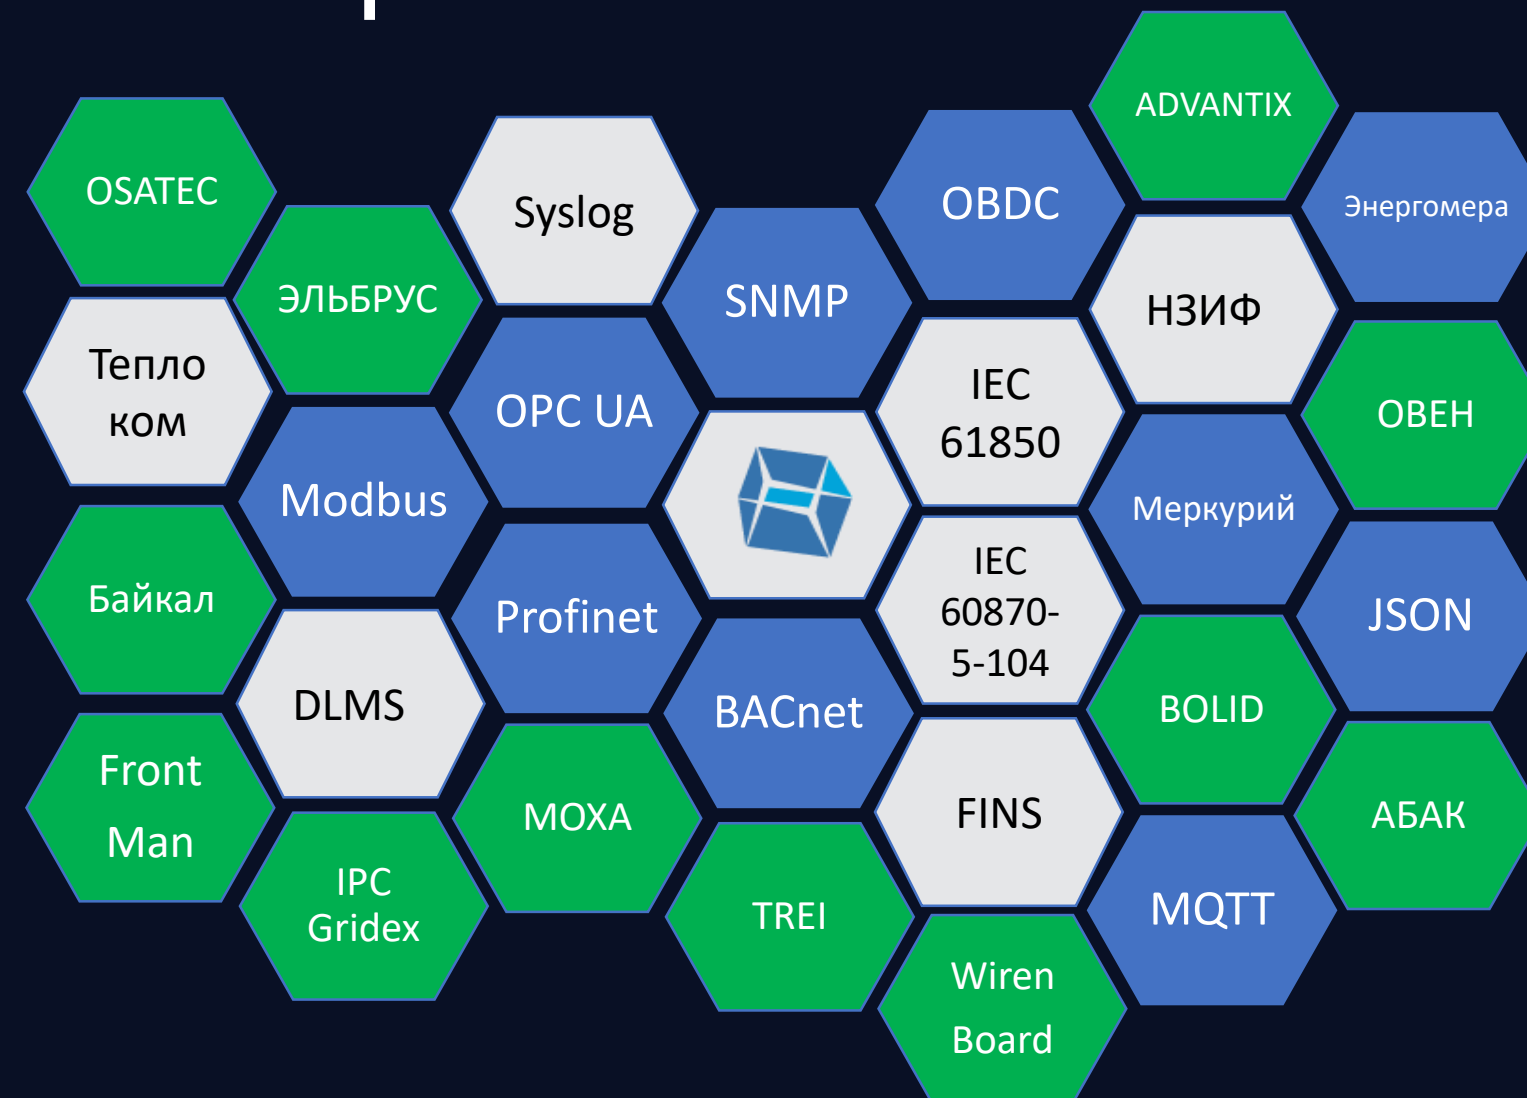 ADVANTIX
OSATEC
Syslog
OBDC
Энергомера
ЭЛЬБРУС
SNMP
НЗИФ
Тепло
ком
OPC UA
IEC
61850
ОВЕН
Modbus
Меркурий
Байкал
Profinet
IEC
60870-
5-104
JSON
DLMS
BACnet
BOLID
Front
Man
MOXA
FINS
АБАК
IPC
Gridex
TREI
MQTT
Wiren
Board